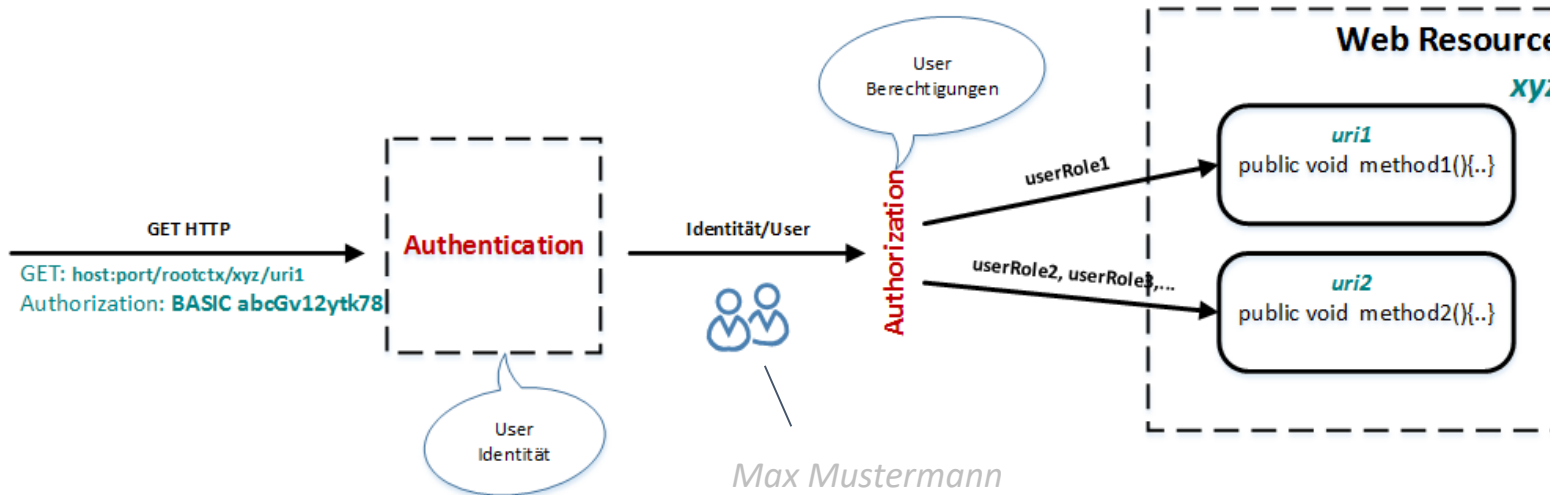 GET HTTP
GET: host:port/rootctx/xyz/uri1
Authorization: BASIC abcGv12ytk78
Authentication
User
Identität
Identität/User
Max Mustermann
User
Berechtigungen
Authorization
userRole1
userRole2, userRole3,...
Web Resource
xyz
uri1
public void method1(){..}
uri2
public void method2(){..}